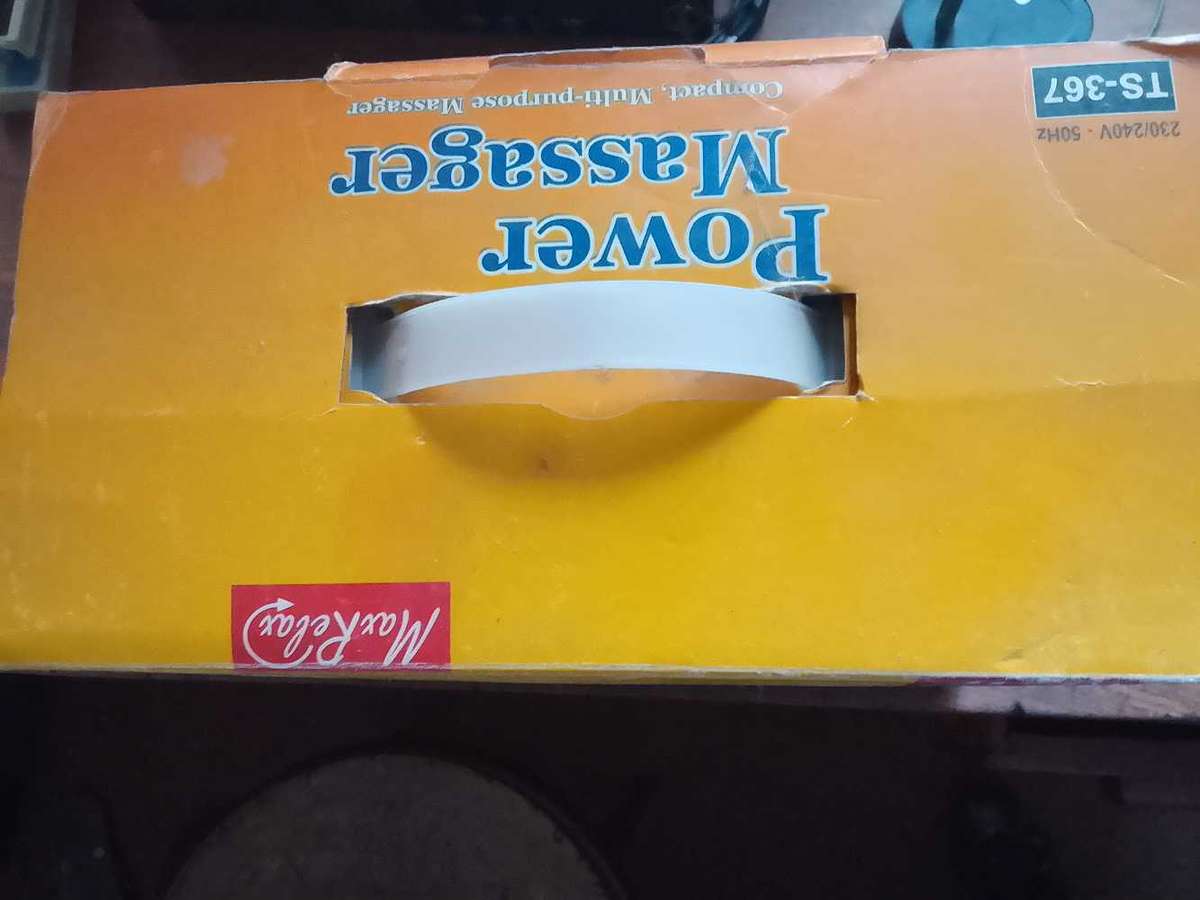 MaxRelax
Power
Massager
Compact, Multi-purpose Massager
230/240V - 50Hz
TS-367